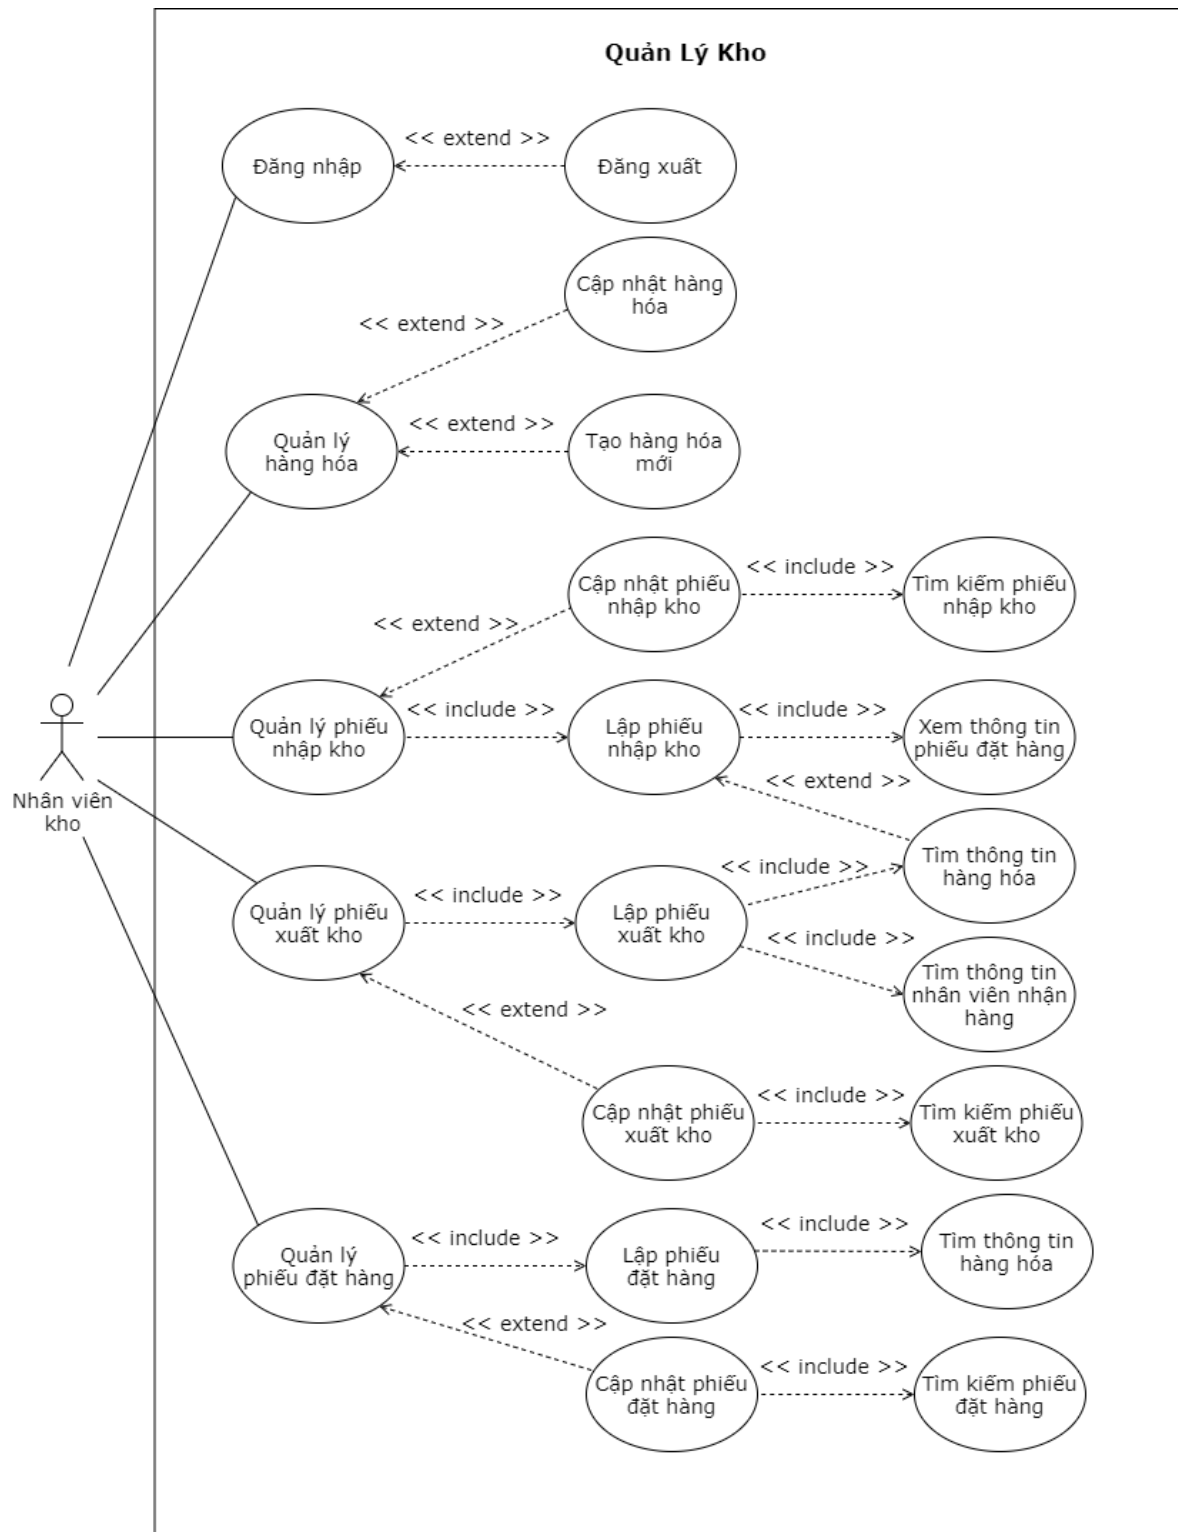 Quản Lý Kho
<< extend >>
Đăng nhập
Đăng xuất
Cập nhật hàng
hóa
<< extend >>
<< extend >>
Quản lý
hàng hóa
Tạo hàng hóa
mới
Cập nhật phiếu
nhập kho
<< include >>
Tìm kiếm phiếu
nhập kho
<< extend >>
Quản lý phiếu
nhập kho
<< include >>
Lập phiếu
nhập kho
<< include >>
Xem thông tin
phiếu đặt hàng
<< extend >>
Nhân viên
kho
Tìm thông tin
hàng hóa
<< include >>
Quản lý phiếu
xuất kho
<< include >>
Lập phiếu
xuất kho
<< include >>
Tìm thông tin
nhân viên nhận
hàng
<< extend >>
Cập nhật phiếu
xuất kho
<< include >>
Tìm kiếm phiếu
xuất kho
Quản lý
phiếu đặt hàng
<< include >>
Lập phiếu
đặt hàng
<< include >>
Tìm thông tin
hàng hóa
<< extend >>
Cập nhật phiếu
đặt hàng
<< include >>
Tìm kiếm phiếu
đặt hàng